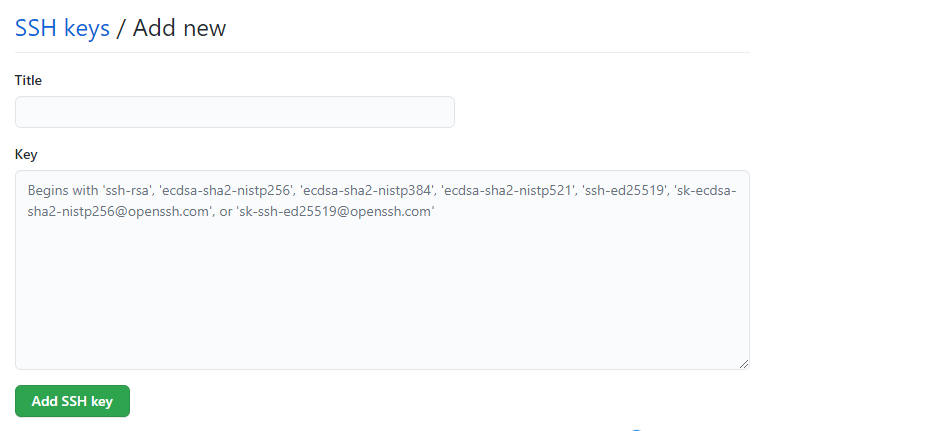 SSH keys / Add new
Title
Key
Begins with 'ssh-rsa', 'ecdsa-sha2-nistp256', 'ecdsa-sha2-nistp384', 'ecdsa-sha2-nistp521', 'ssh-ed25519', 'sk-ecdsa-
sha2-nistp256@openssh.com', or 'sk-ssh-ed25519@openssh.com'
Add SSH key